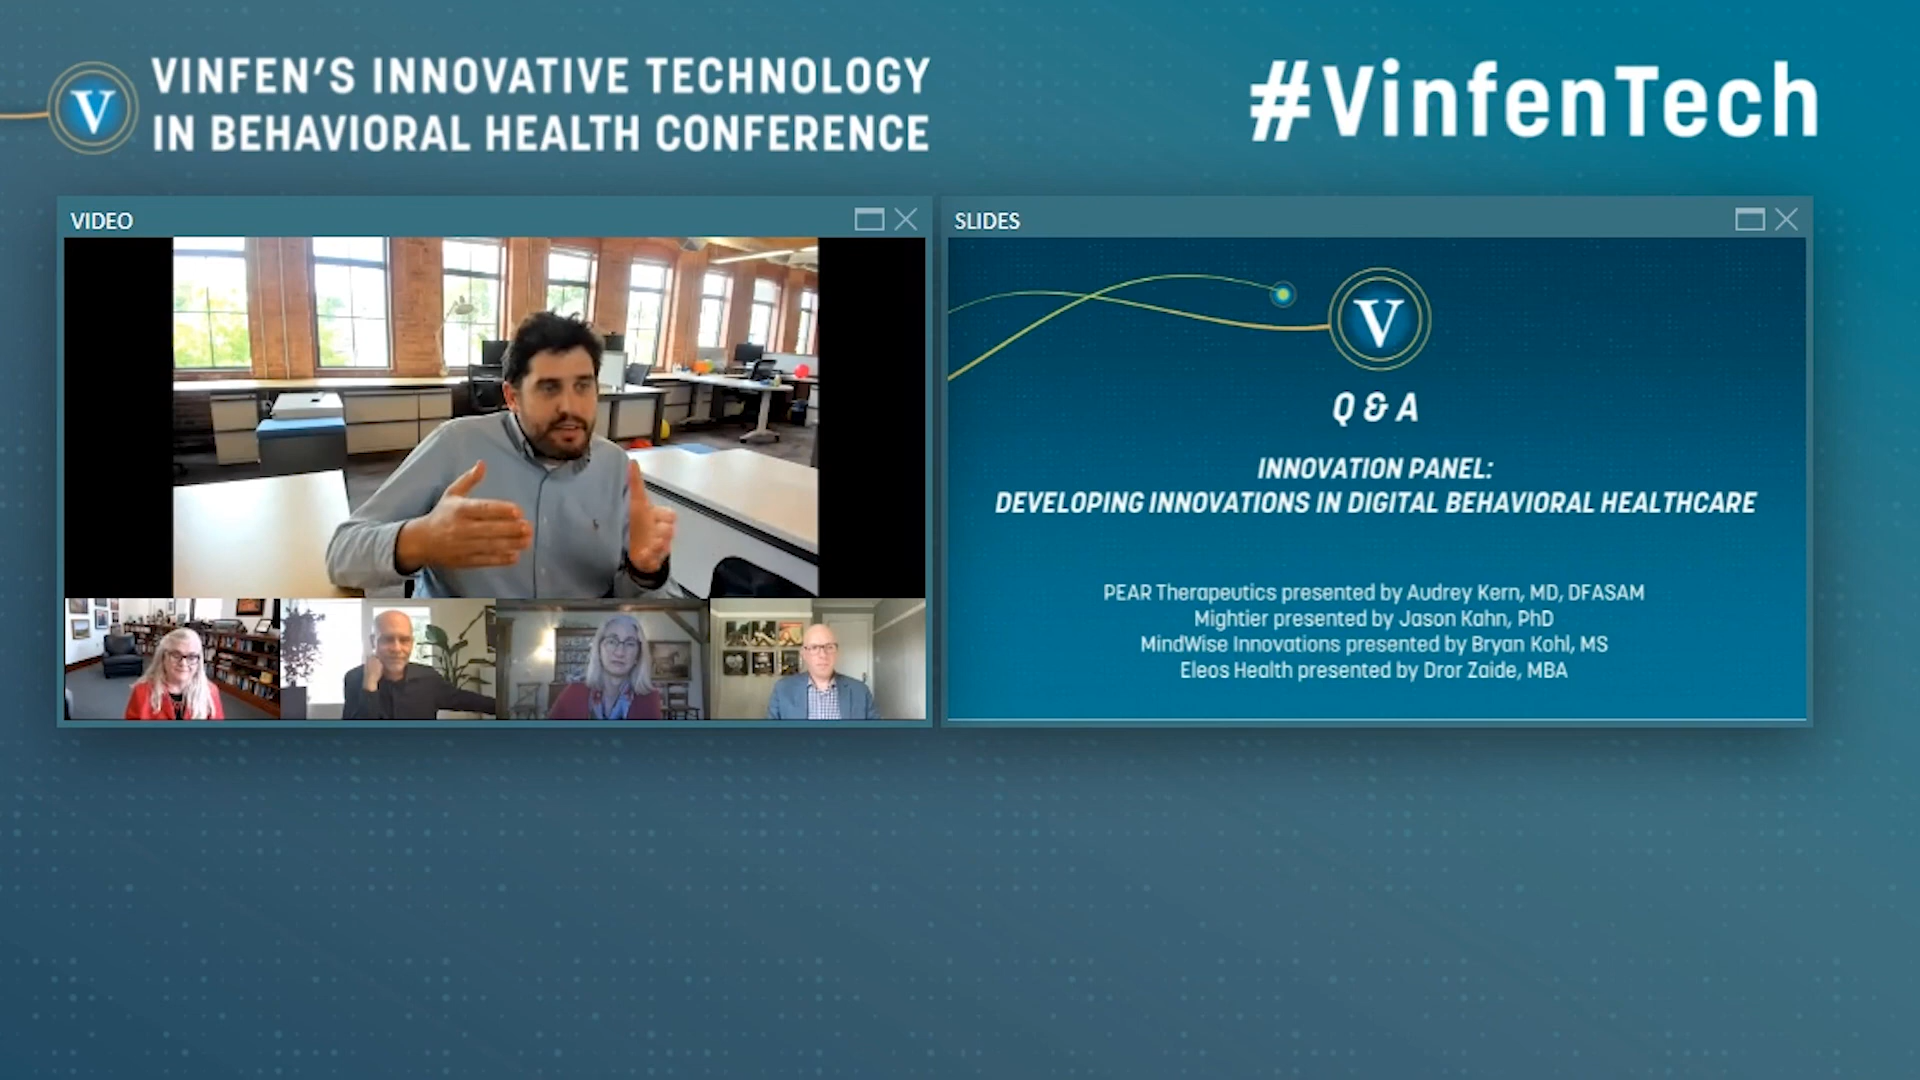 V
VINFEN'S INNOVATIVE TECHNOLOGY
IN BEHAVIORAL HEALTH CONFERENCE
#VinfenTech
VIDEO
SLIDES
V
Q & A
INNOVATION PANEL:
DEVELOPING INNOVATIONS IN DIGITAL BEHAVIORAL HEALTHCARE
PEAR Therapeutics presented by Audrey Kern, MD, DFASAM
Mightier presented by Jason Kahn, PhD
MindWise Innovations presented by Bryan Kohl, MS
Eleos Health presented by Dror Zaide, MBA